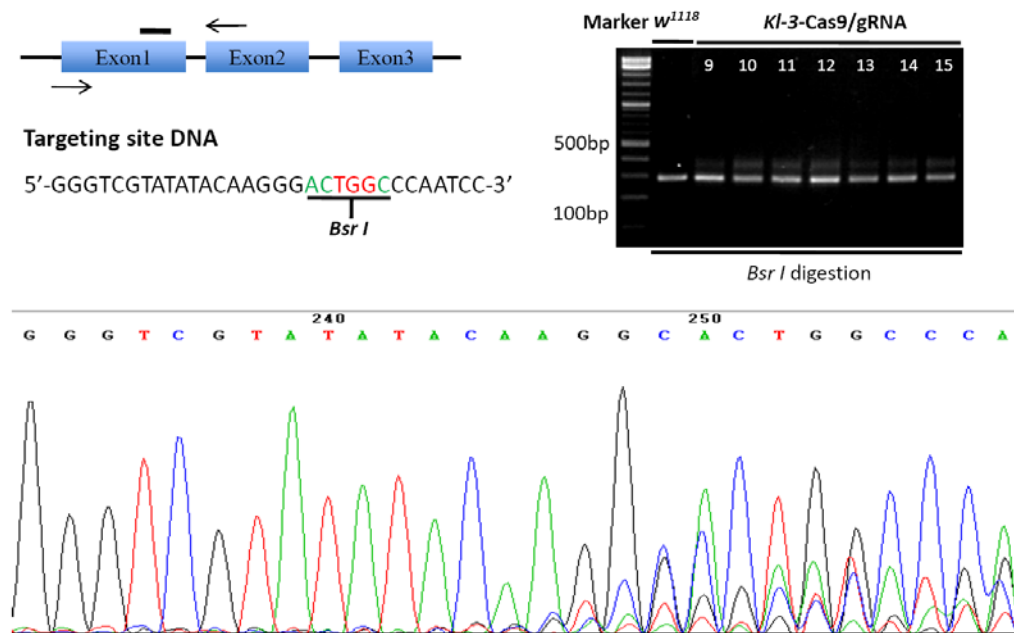 Exon1 Exon2 Exon3
Targeting site DNA
5’-GGGTCGTATATACAAGGGACTGGCCCAATCC-3’
Bsr I
Marker w1118 Kl-3-Cas9/gRNA
9 10 11 12 13 14 15
500bp
100bp
Bsr I digestion
240 250
G G G T C G T A T A T A C A A G G C A C T G G C C C A